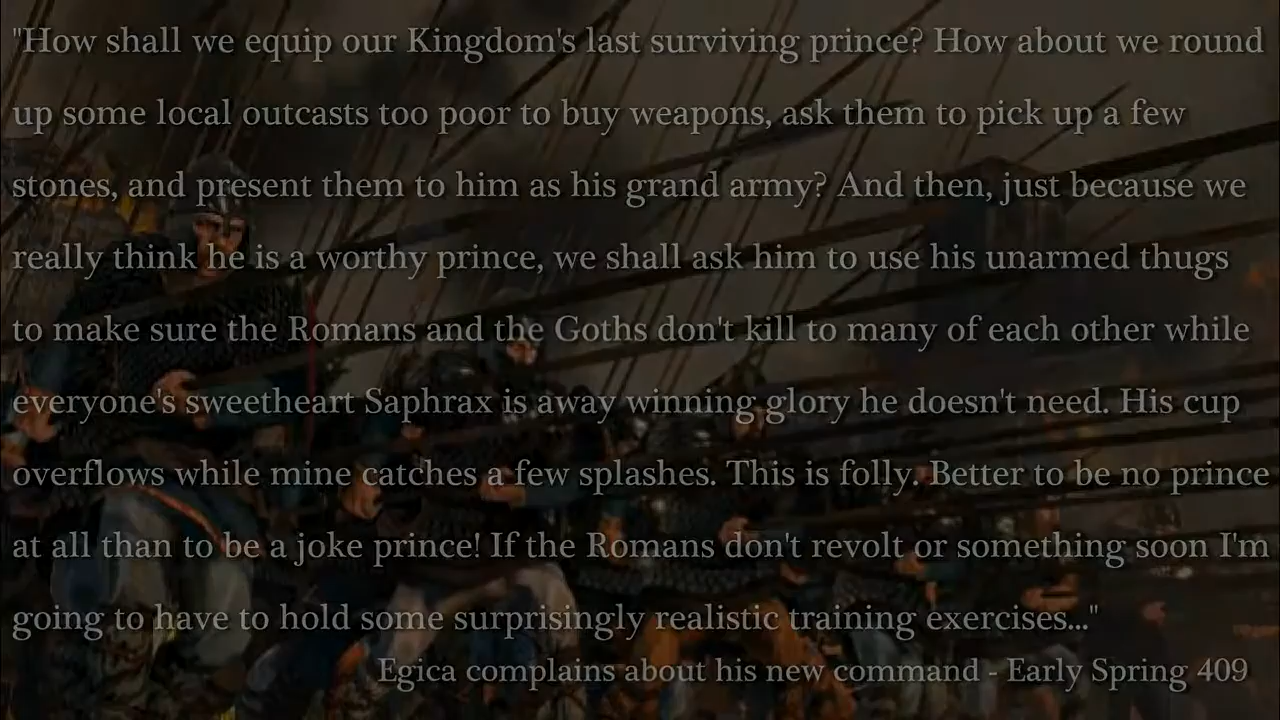 "How shall we equip our Kingdom's last surviving prince? How about we round
up some local outcasts too poor to buy weapons, ask them to pick up a few
stones, and present them to him as his grand army? And then, just because we
really think he is a worthy prince, we shall ask him to use his unarmed thugs
to make sure the Romans and the Goths don't kill to many of each other while
everyone's sweetheart Saphrax is away winning glory he doesn't need. His cup
overflows while mine catches a few splashes. This is folly. Better to be no prince
at all than to be a joke prince! If the Romans don't revolt or something soon I'm
going to have to hold some surprisingly realistic training exercises..."
Egica complains about his new command - Early Spring 409